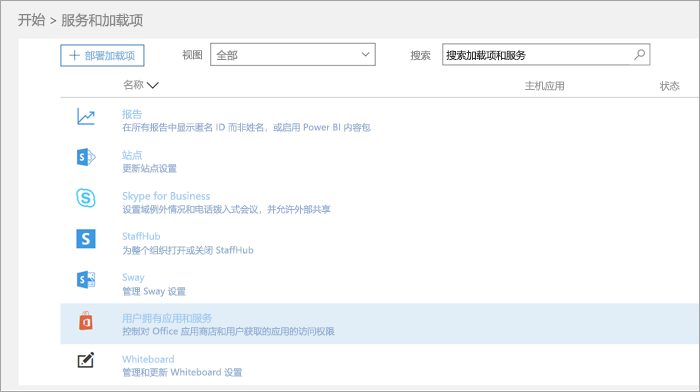 开始 > 服务和加载项
+ 部署加载项 视图 全部 搜索 搜索加载项和服务
名称 主机应用 状态
报告
在所有报告中显示匿名 ID 而非姓名，或启用 Power BI 内容包
站点
更新站点设置
Skype for Business
设置域例外情况和电话拨入式会议，并允许外部共享
StaffHub
为整个组织打开或关闭 StaffHub
Sway
管理 Sway 设置
用户拥有应用和服务
控制对 Office 应用商店和用户获取的应用的访问权限
Whiteboard
管理和更新 Whiteboard 设置